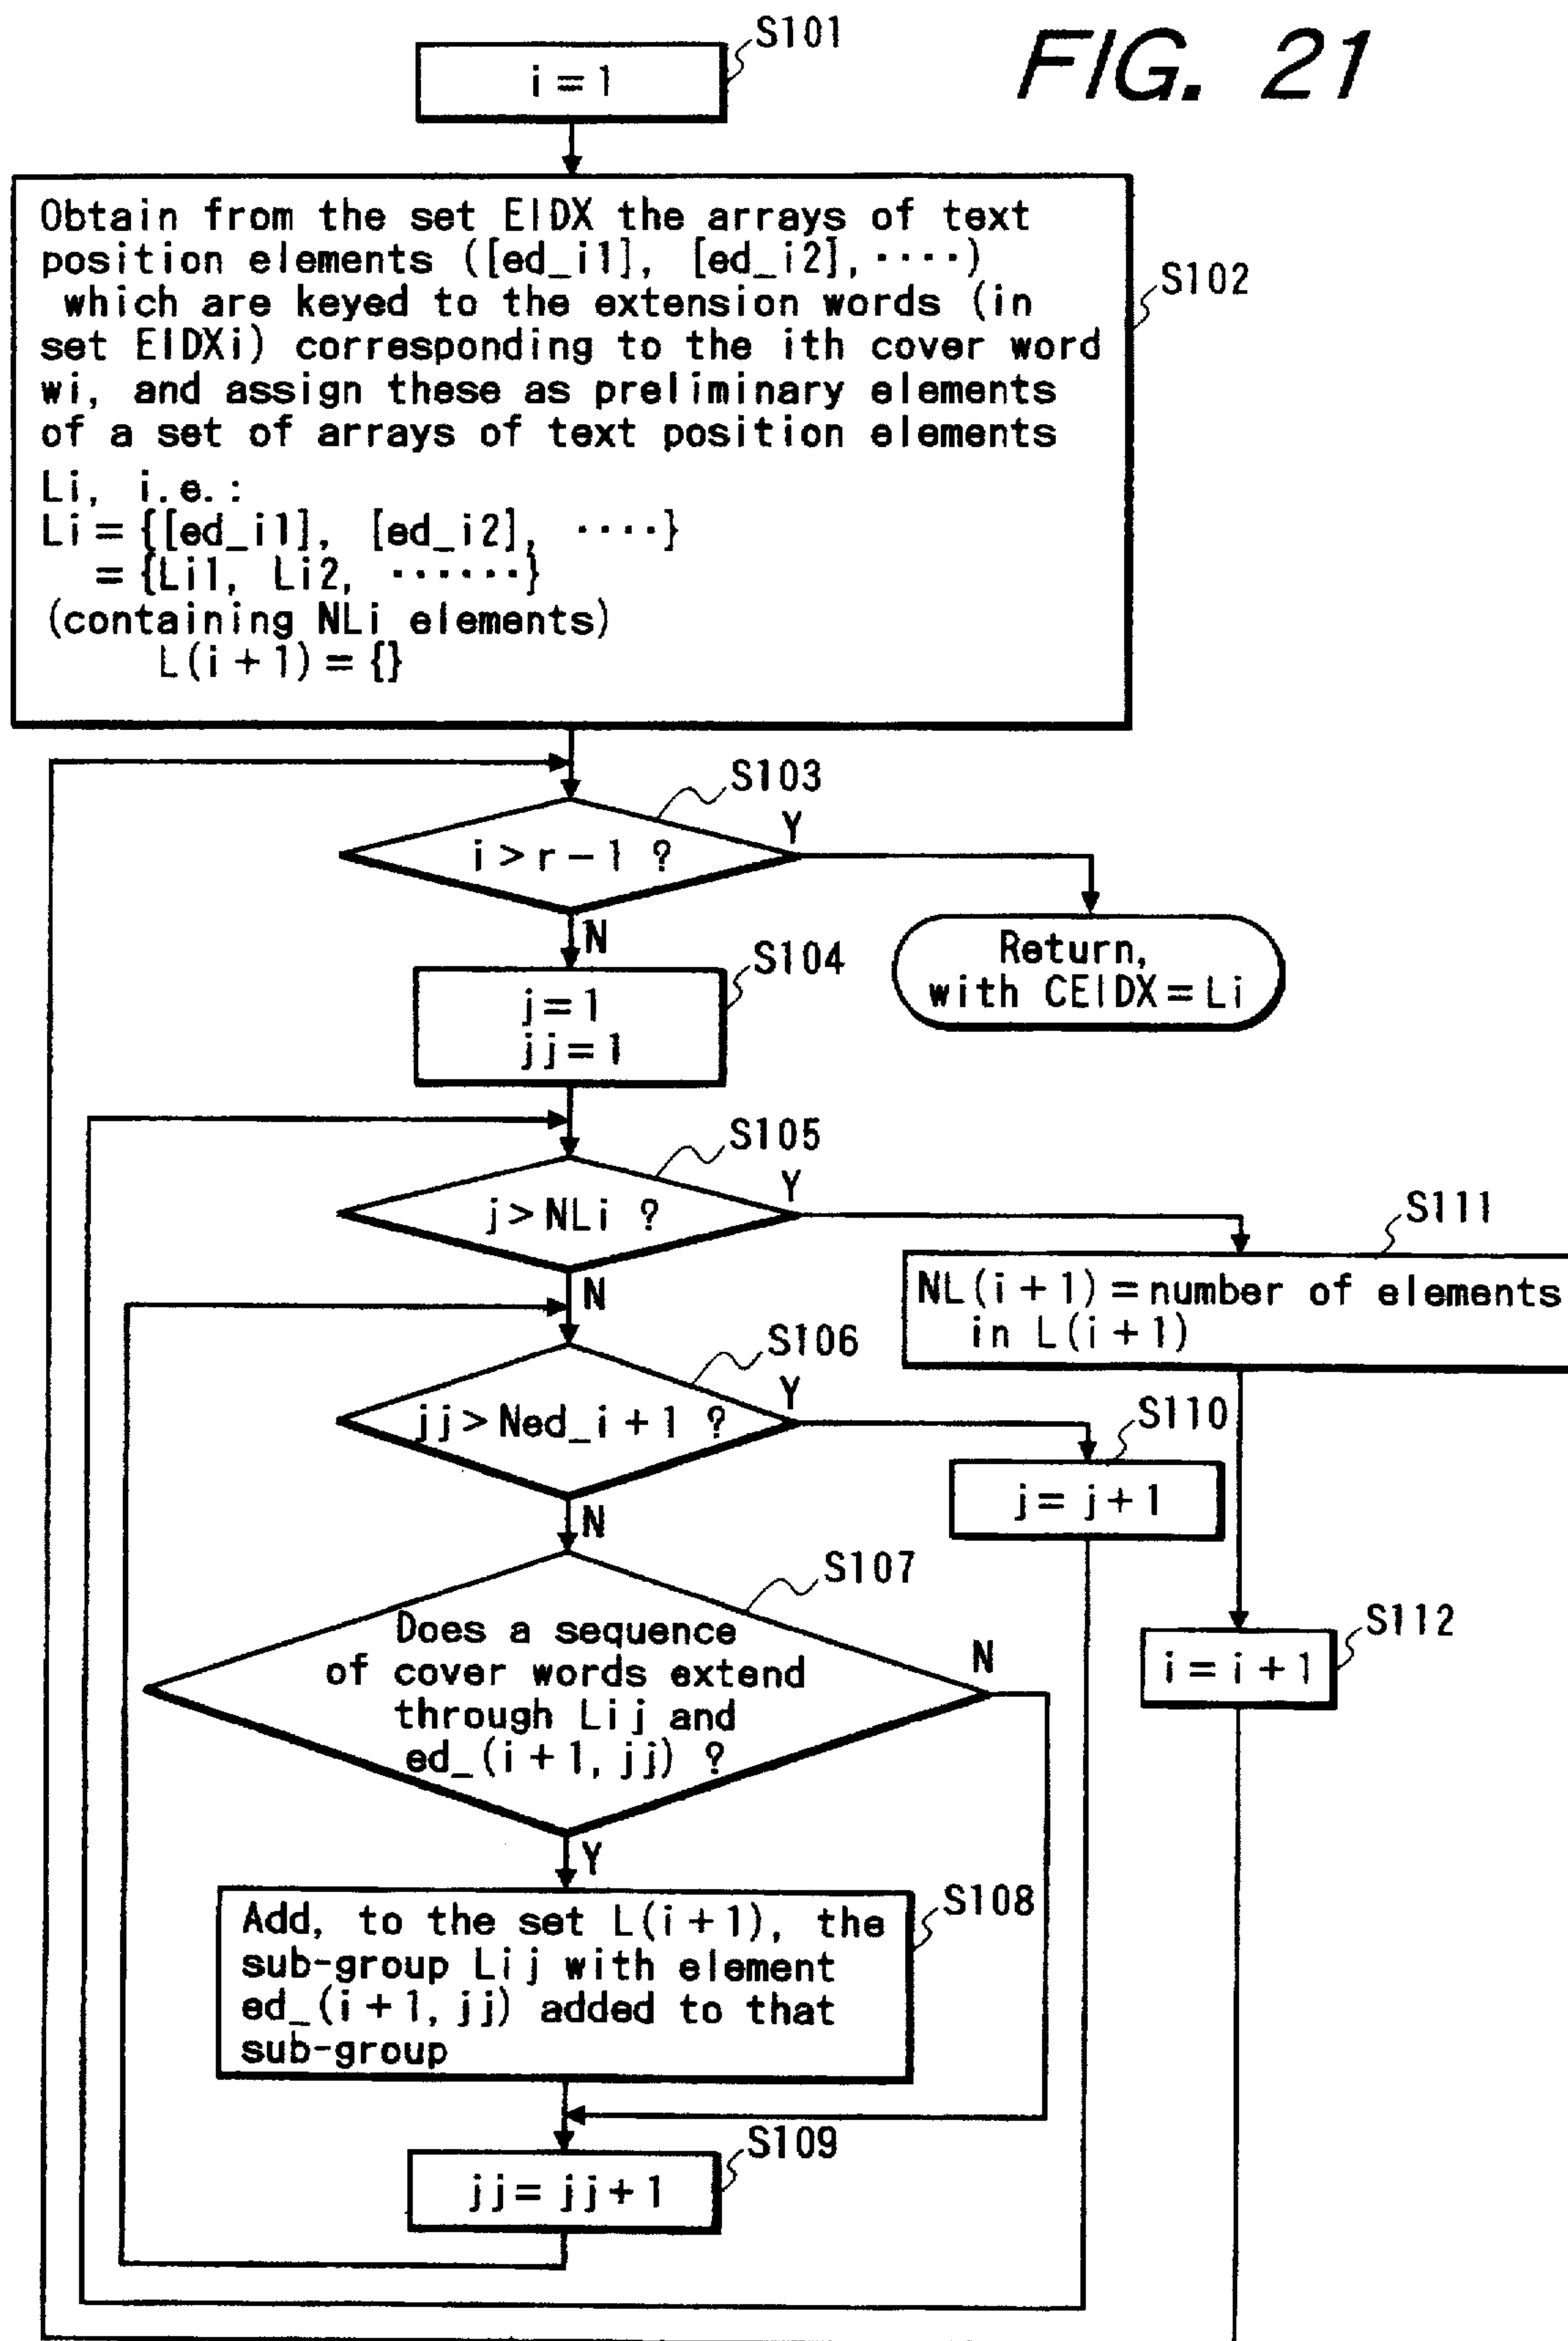 FIG. 21
S101
i = 1
S102
Obtain from the set EIDX the arrays of text
position elements ([ed_i1], [ed_i2], ····)
which are keyed to the extension words (in
set EIDXi) corresponding to the ith cover word
wi, and assign these as preliminary elements
of a set of arrays of text position elements
Li, i.e.:
Li = {[ed_i1], [ed_i2], ····}
= {Li1, Li2, ······}
(containing NLi elements)
L(i + 1) = {}
S103
i > r - 1 ?
Y
N
Return,
with CEIDX = Li
S104
j = 1
jj = 1
S105
j > NLi ?
Y
N
S111
NL(i + 1) = number of elements
in L(i + 1)
S106
jj > Ned_i + 1 ?
Y
N
S110
j = j + 1
S107
Does a sequence
of cover words extend
through Lij and
ed_(i + 1, jj) ?
N
Y
S112
i = i + 1
S108
Add, to the set L(i + 1), the
sub-group Lij with element
ed_(i + 1, jj) added to that
sub-group
S109
jj = jj + 1